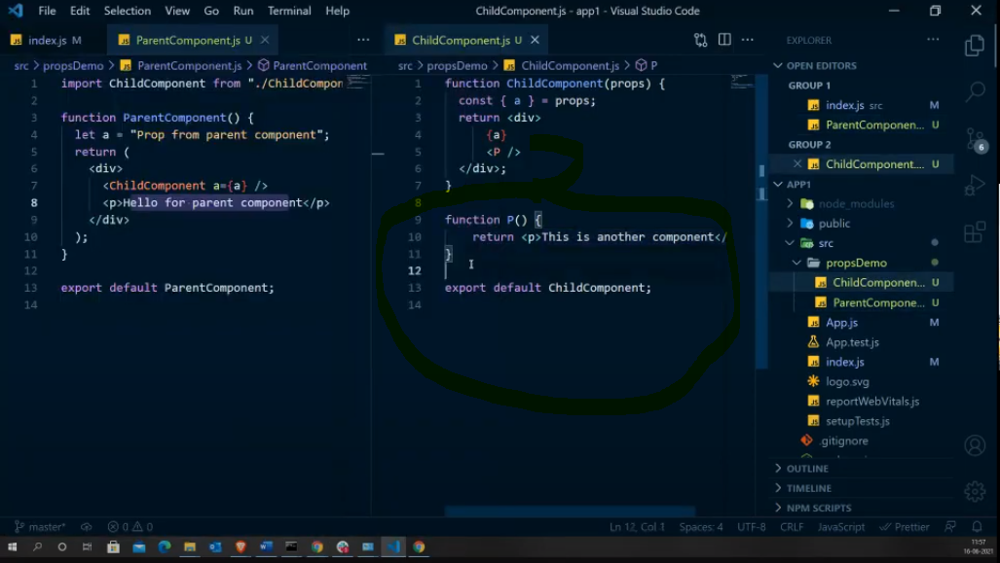 File Edit Selection View Go Run Terminal Help ChildComponent.js - app1 - Visual Studio Code
index.js M ParentComponent.js U ChildComponent.js U EXPLORER
src > propsDemo > ParentComponent.js > ParentComponent
1 import ChildComponent from "./ChildCompon
2
3 function ParentComponent() {
4 let a = "Prop from parent component";
5 return (
6 <div>
7 <ChildComponent a={a} />
8 <p>Hello for parent component</p>
9 </div>
10 );
11 }
12
13 export default ParentComponent;
14
src > propsDemo > ChildComponent.js > P
1 function ChildComponent(props) {
2 const { a } = props;
3 return <div>
4 {a}
5 <P />
6 </div>;
7 }
8
9 function P() {
10 return <p>This is another component</
11 }
12
13 export default ChildComponent;
14
OPEN EDITORS
GROUP 1
index.js src M
ParentComponen... U
GROUP 2
ChildComponent.... U
APP1
node_modules
public
src
propsDemo
ChildComponen... U
ParentCompone... U
App.js M
App.test.js
index.js M
logo.svg
reportWebVitals.js
setupTests.js
.gitignore
OUTLINE
TIMELINE
NPM SCRIPTS
6
master* 0 0 Ln 12, Col 1 Spaces: 4 UTF-8 CRLF JavaScript Prettier
11:57
16-06-2021